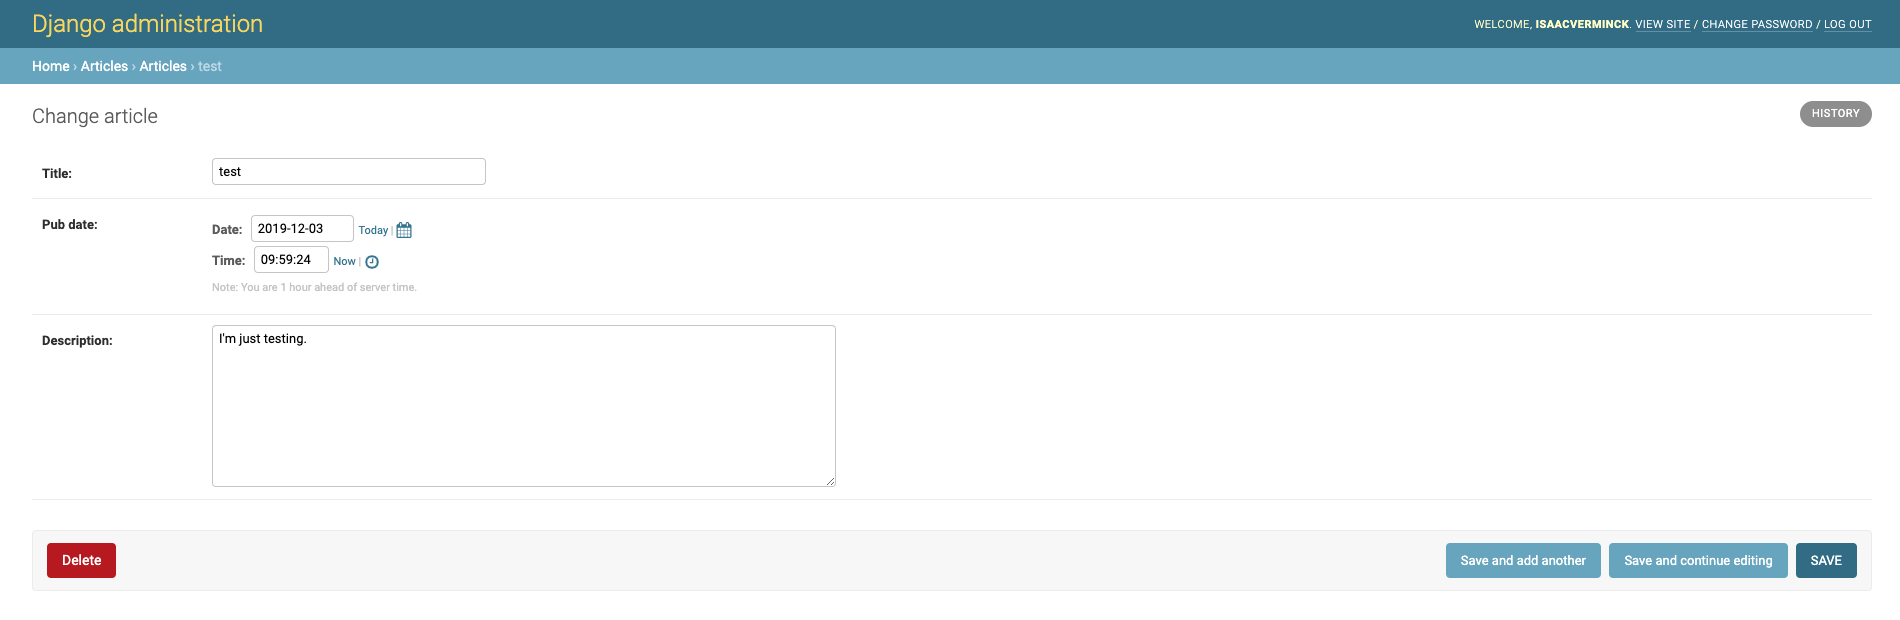 Django administration
WELCOME, ISAACVERMINCK. VIEW SITE / CHANGE PASSWORD / LOG OUT
Home › Articles › Articles › test
Change article
HISTORY
Title: test
Pub date:
Date: 2019-12-03 Today |
Time: 09:59:24 Now |
Note: You are 1 hour ahead of server time.
Description: I'm just testing.
Delete Save and add another Save and continue editing SAVE